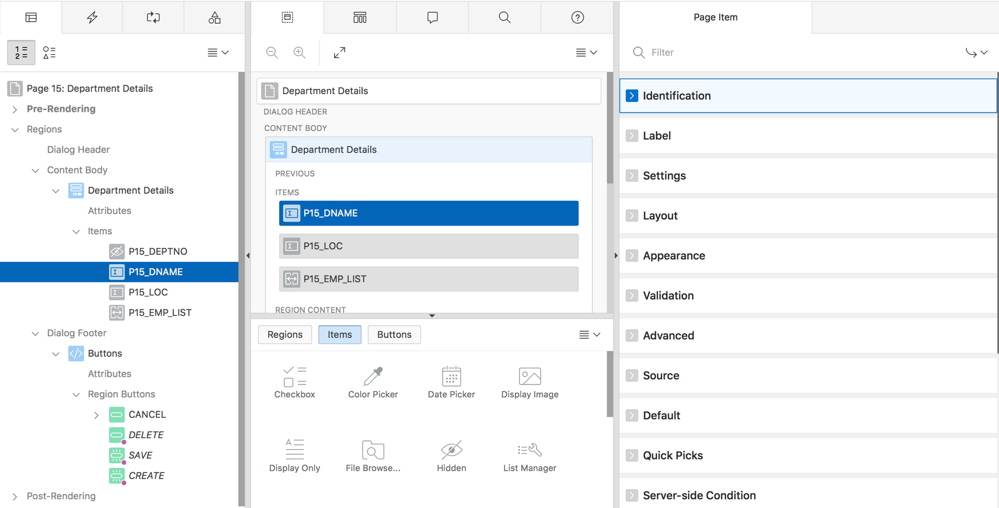 Page 15: Department Details
Pre-Rendering
Regions
Dialog Header
Content Body
Department Details
Attributes
Items
P15_DEPTNO
P15_DNAME
P15_LOC
P15_EMP_LIST
Dialog Footer
Buttons
Attributes
Region Buttons
CANCEL
DELETE
SAVE
CREATE
Post-Rendering
Department Details
DIALOG HEADER
CONTENT BODY
Department Details
PREVIOUS
ITEMS
P15_DNAME
P15_LOC
P15_EMP_LIST
REGION CONTENT
Regions Items Buttons
Checkbox Color Picker Date Picker Display Image
Display Only File Browse... Hidden List Manager
Page Item
Filter
Identification
Label
Settings
Layout
Appearance
Validation
Advanced
Source
Default
Quick Picks
Server-side Condition